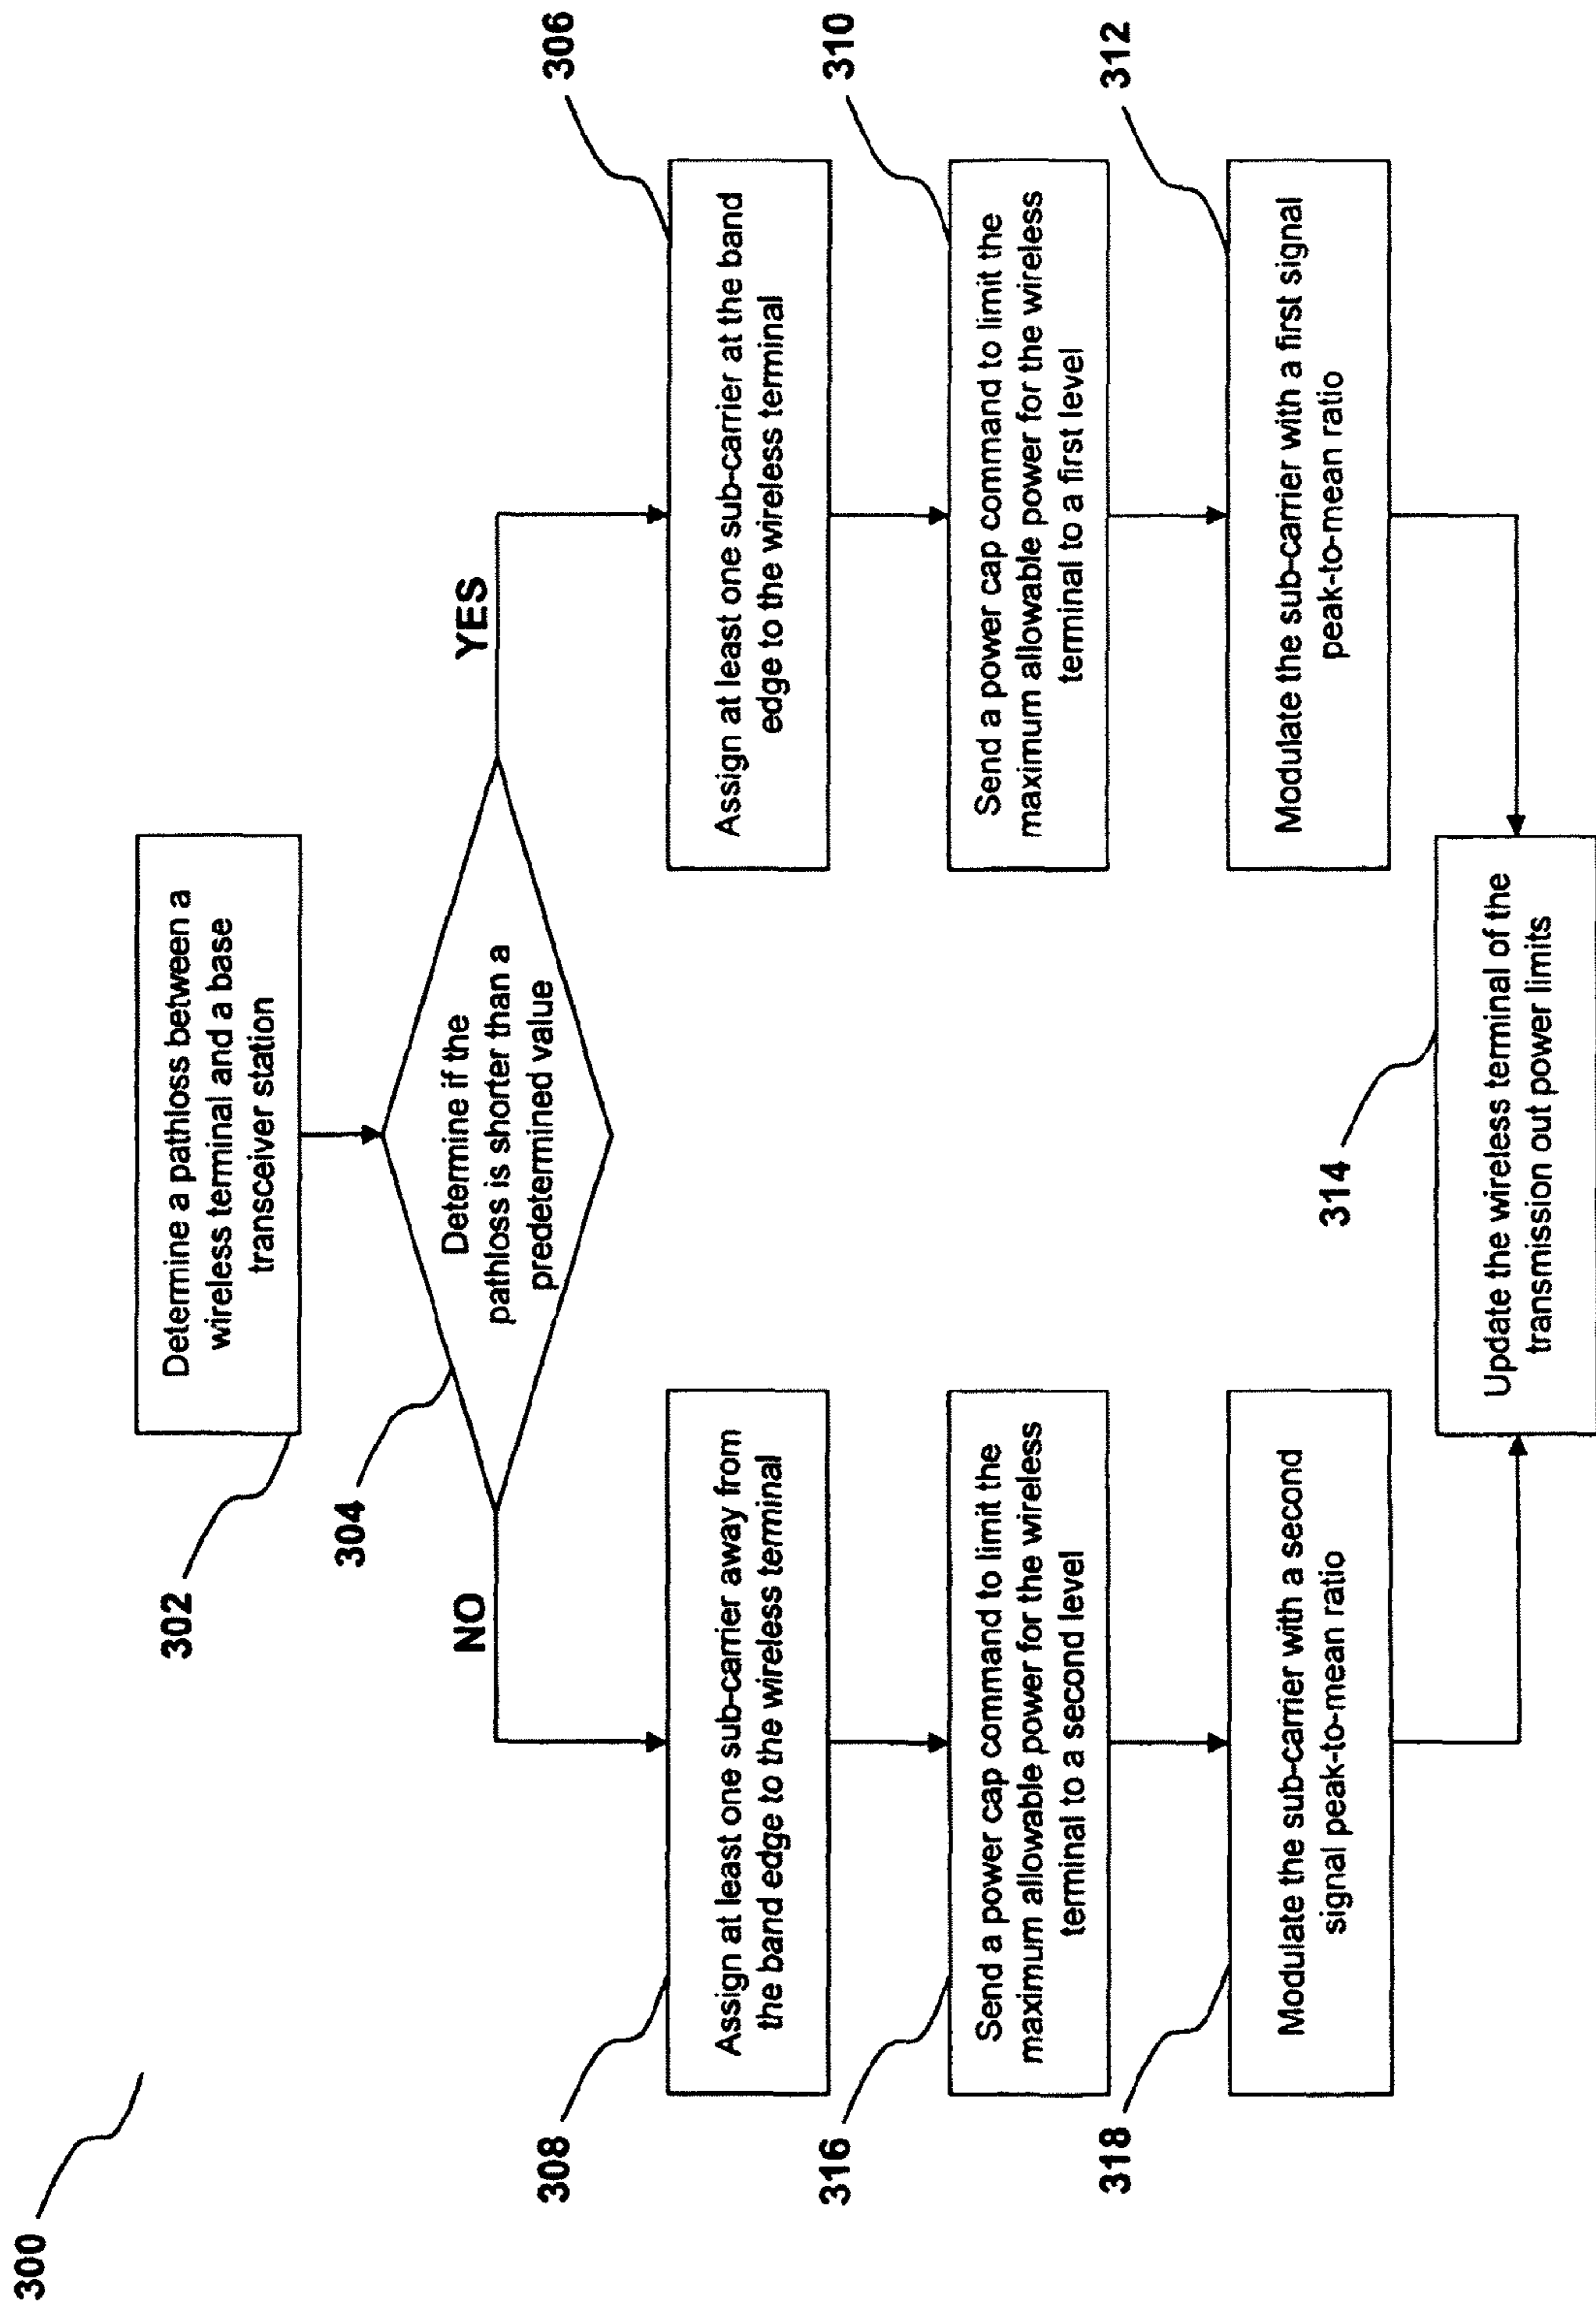 300
302
Determine a pathloss between a
wireless terminal and a base
transceiver station
304
Determine if the
pathloss is shorter than a
predetermined value
NO
YES
308
Assign at least one sub-carrier away from
the band edge to the wireless terminal
306
Assign at least one sub-carrier at the band
edge to the wireless terminal
316
Send a power cap command to limit the
maximum allowable power for the wireless
terminal to a second level
310
Send a power cap command to limit the
maximum allowable power for the wireless
terminal to a first level
318
Modulate the sub-carrier with a second
signal peak-to-mean ratio
312
Modulate the sub-carrier with a first signal
peak-to-mean ratio
314
Update the wireless terminal of the
transmission out power limits